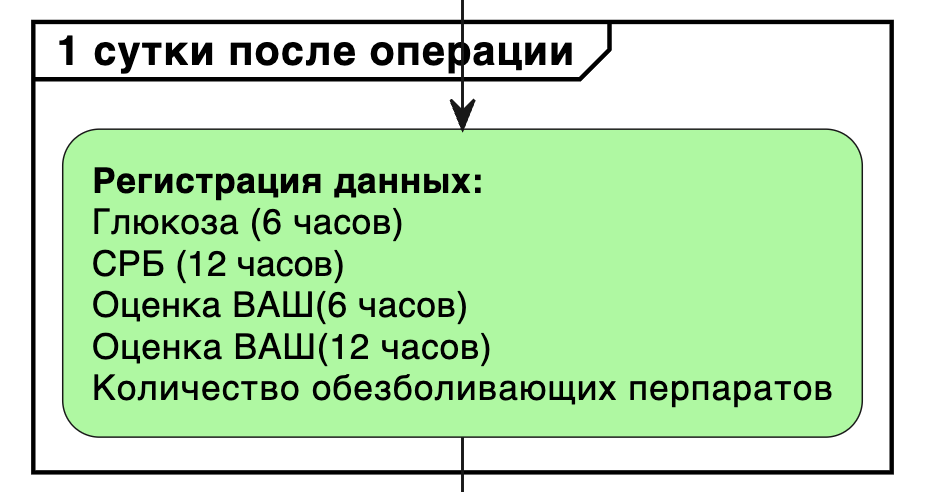 1 сутки после операции
Регистрация данных:
Глюкоза (6 часов)
СРБ (12 часов)
Оценка ВАШ(6 часов)
Оценка ВАШ(12 часов)
Количество обезболивающих перпаратов